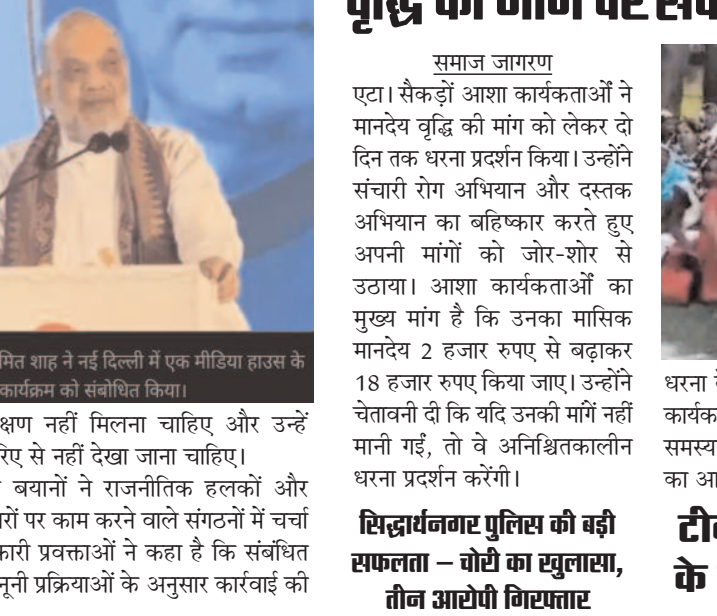 मित शाह ने नई दिल्ली में एक मीडिया हाउस के
कार्यक्रम को संबोधित किया।
क्षण नहीं मिलना चाहिए और उन्हें
से नहीं देखा जाना चाहिए।
बयानों ने राजनीतिक हलकों और
पर काम करने वाले संगठनों में चर्चा
प्रवक्ताओं ने कहा है कि संबंधित
प्रक्रियाओं के अनुसार कार्रवाई की
वृद्धि की मांग पर
समाज जागरण
एटा। सैकड़ों आशा कार्यकताओं ने
मानदेय वृद्धि की मांग को लेकर दो
दिन तक धरना प्रदर्शन किया। उन्होंने
संचारी रोग अभियान और दस्तक
अभियान का बहिष्कार करते हुए
अपनी मांगों को जोर-शोर से
उठाया। आशा कार्यकताओं का
मुख्य मांग है कि उनका मासिक
मानदेय 2 हजार रुपए से बढ़ाकर
18 हजार रुपए किया जाए। उन्होंने
चेतावनी दी कि यदि उनकी मांगें नहीं
मानी गईं, तो वे अनिश्चितकालीन
धरना प्रदर्शन करेंगी।
सिद्धार्थनगर पुलिस की बड़ी
सफलता – चोरी का खुलासा,
तीन आरोपी गिरफ्तार
धरना
कार्यक
समस्य
का आ
के